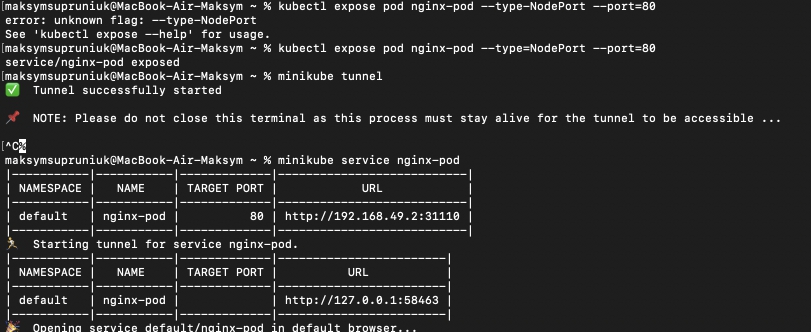 [maksymsupruniuk@MacBook-Air-Maksym ~ % kubectl expose pod nginx-pod --type-NodePort --port=80
error: unknown flag: --type-NodePort
See 'kubectl expose --help' for usage.
[maksymsupruniuk@MacBook-Air-Maksym ~ % kubectl expose pod nginx-pod --type=NodePort --port=80
service/nginx-pod exposed
[maksymsupruniuk@MacBook-Air-Maksym ~ % minikube tunnel
✅  Tunnel successfully started
📌  NOTE: Please do not close this terminal as this process must stay alive for the tunnel to be accessible ...
[^C%
maksymsupruniuk@MacBook-Air-Maksym ~ % minikube service nginx-pod
|-----------|-----------|-------------|---------------------------|
| NAMESPACE |   NAME    | TARGET PORT |            URL            |
|-----------|-----------|-------------|---------------------------|
| default   | nginx-pod |          80 | http://192.168.49.2:31110 |
|-----------|-----------|-------------|---------------------------|
🏃  Starting tunnel for service nginx-pod.
|-----------|-----------|-------------|------------------------|
| NAMESPACE |   NAME    | TARGET PORT |          URL           |
|-----------|-----------|-------------|------------------------|
| default   | nginx-pod |             | http://127.0.0.1:58463 |
|-----------|-----------|-------------|------------------------|
🎉  Opening service default/nginx-pod in default browser...